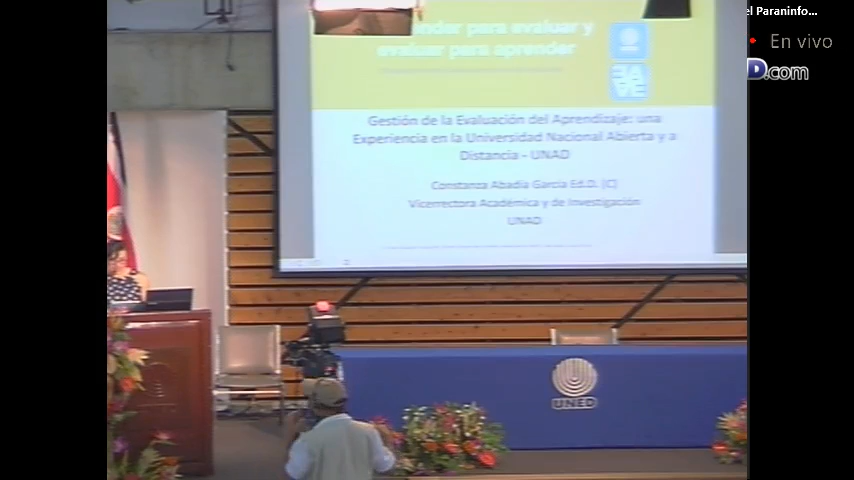 el Paraninfo...
En vivo
D.com
nder para evaluar y
evaluar para aprender
Gestión de la Evaluación del Aprendizaje: una
Experiencia en la Universidad Nacional Abierta y a
Distancia - UNAD
Constanza Abadía García Ed.D. (C)
Vicerrectora Académica y de Investigación
UNAD
UNED